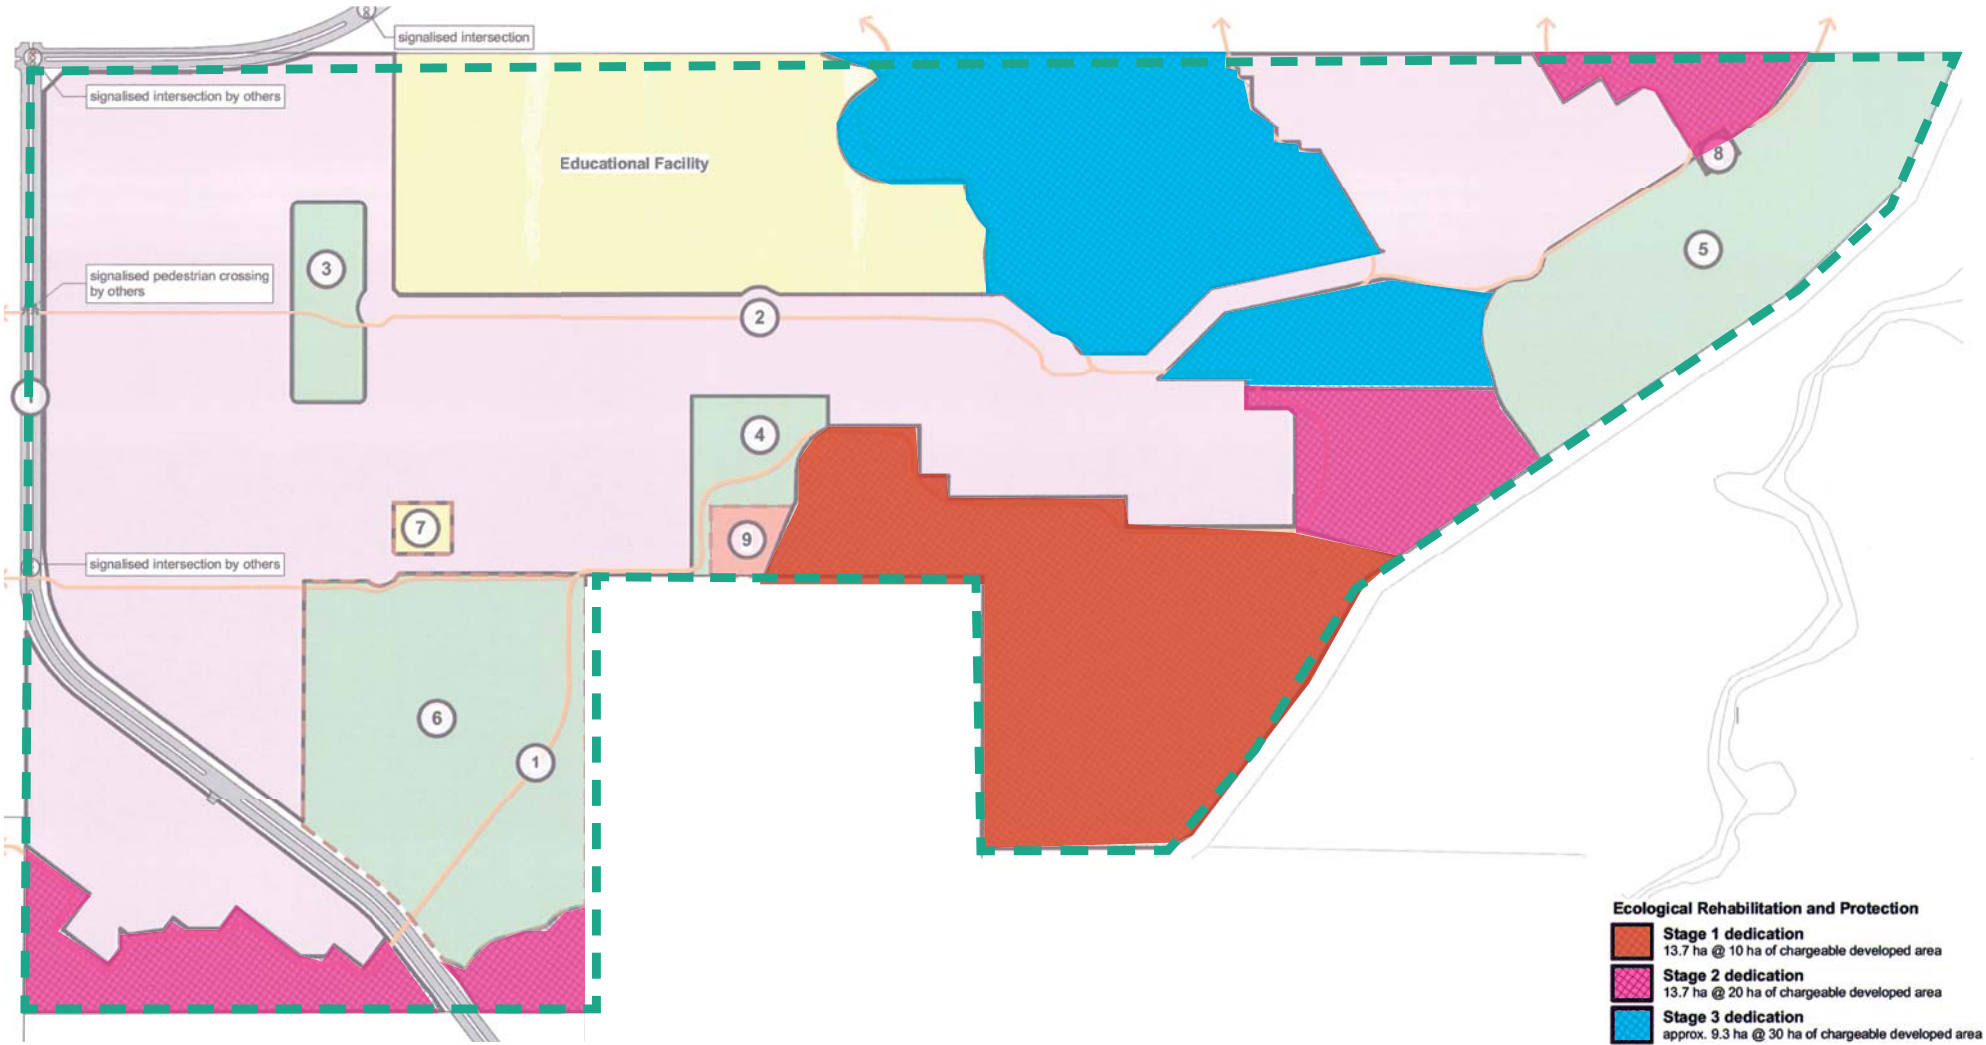 8
signalised intersection
8
signalised intersection by others
Educational Facility
8
3
5
signalised pedestrian crossing
by others
2
4
7
9
signalised intersection by others
6
1
Ecological Rehabilitation and Protection
Stage 1 dedication
13.7 ha @ 10 ha of chargeable developed area
Stage 2 dedication
13.7 ha @ 20 ha of chargeable developed area
Stage 3 dedication
approx. 9.3 ha @ 30 ha of chargeable developed area